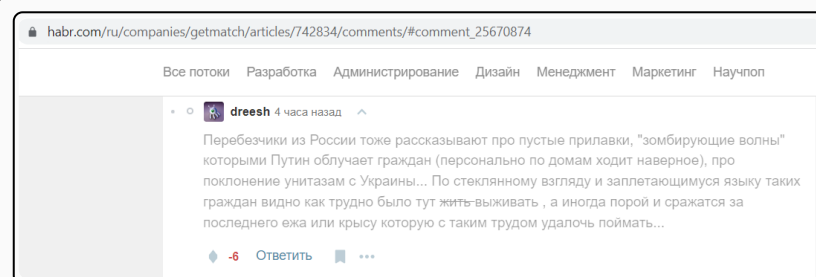 habr.com/ru/companies/getmatch/articles/742834/comments/#comment_25670874
Все потоки Разработка Администрирование Дизайн Менеджмент Маркетинг Научпоп
dreesh 4 часа назад
Перебезчики из России тоже рассказывают про пустые прилавки, "зомбирующие волны"
которыми Путин облучает граждан (персонально по домам ходит наверное), про
поклонение унитазам с Украины... По стеклянному взгляду и заплетающимуся языку таких
граждан видно как трудно было тут жить выживать , а иногда порой и сражатся за
последнего ежа или крысу которую с таким трудом удалочь поймать...
-6 Ответить